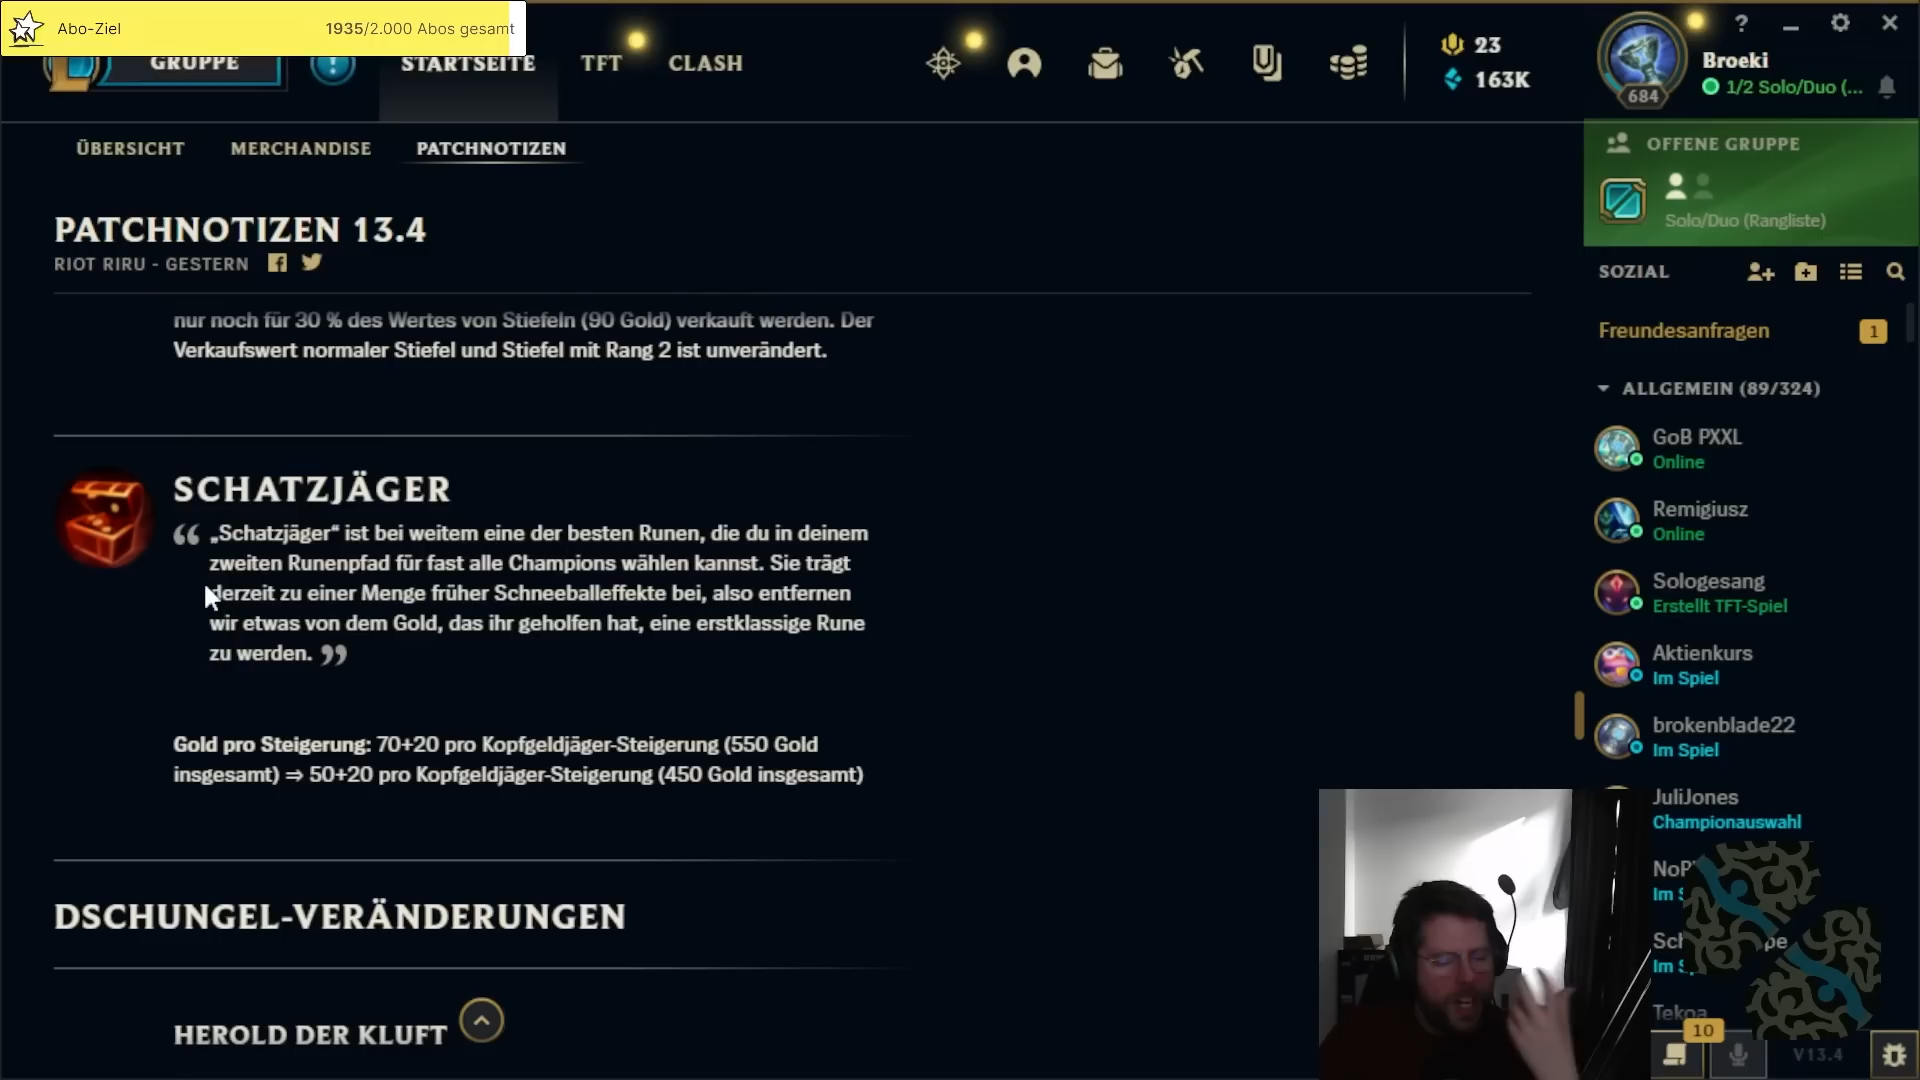 Abo-Ziel
1935/2.000 Abos gesamt
GRUPPE
STARTSEITE
TFT
CLASH
23
163K
684
Broeki
1/2 Solo/Duo (...
ÜBERSICHT
MERCHANDISE
PATCHNOTIZEN
OFFENE GRUPPE
Solo/Duo (Rangliste)
PATCHNOTIZEN 13.4
RIOT RIRU - GESTERN
nur noch für 30 % des Wertes von Stiefeln (90 Gold) verkauft werden. Der
Verkaufswert normaler Stiefel und Stiefel mit Rang 2 ist unverändert.
SCHATZJÄGER
„Schatzjäger“ ist bei weitem eine der besten Runen, die du in deinem
zweiten Runenpfad für fast alle Champions wählen kannst. Sie trägt
derzeit zu einer Menge früher Schneeballeffekte bei, also entfernen
wir etwas von dem Gold, das ihr geholfen hat, eine erstklassige Rune
zu werden.
Gold pro Steigerung: 70+20 pro Kopfgeldjäger-Steigerung (550 Gold
insgesamt) ⇒ 50+20 pro Kopfgeldjäger-Steigerung (450 Gold insgesamt)
DSCHUNGEL-VERÄNDERUNGEN
HEROLD DER KLUFT
SOZIAL
Freundesanfragen
1
ALLGEMEIN (89/324)
GoB PXXL
Online
Remigiusz
Online
Sologesang
Erstellt TFT-Spiel
Aktienkurs
Im Spiel
brokenblade22
Im Spiel
JuliJones
Championauswahl
Im
Im
Tekoa
10
V13.4